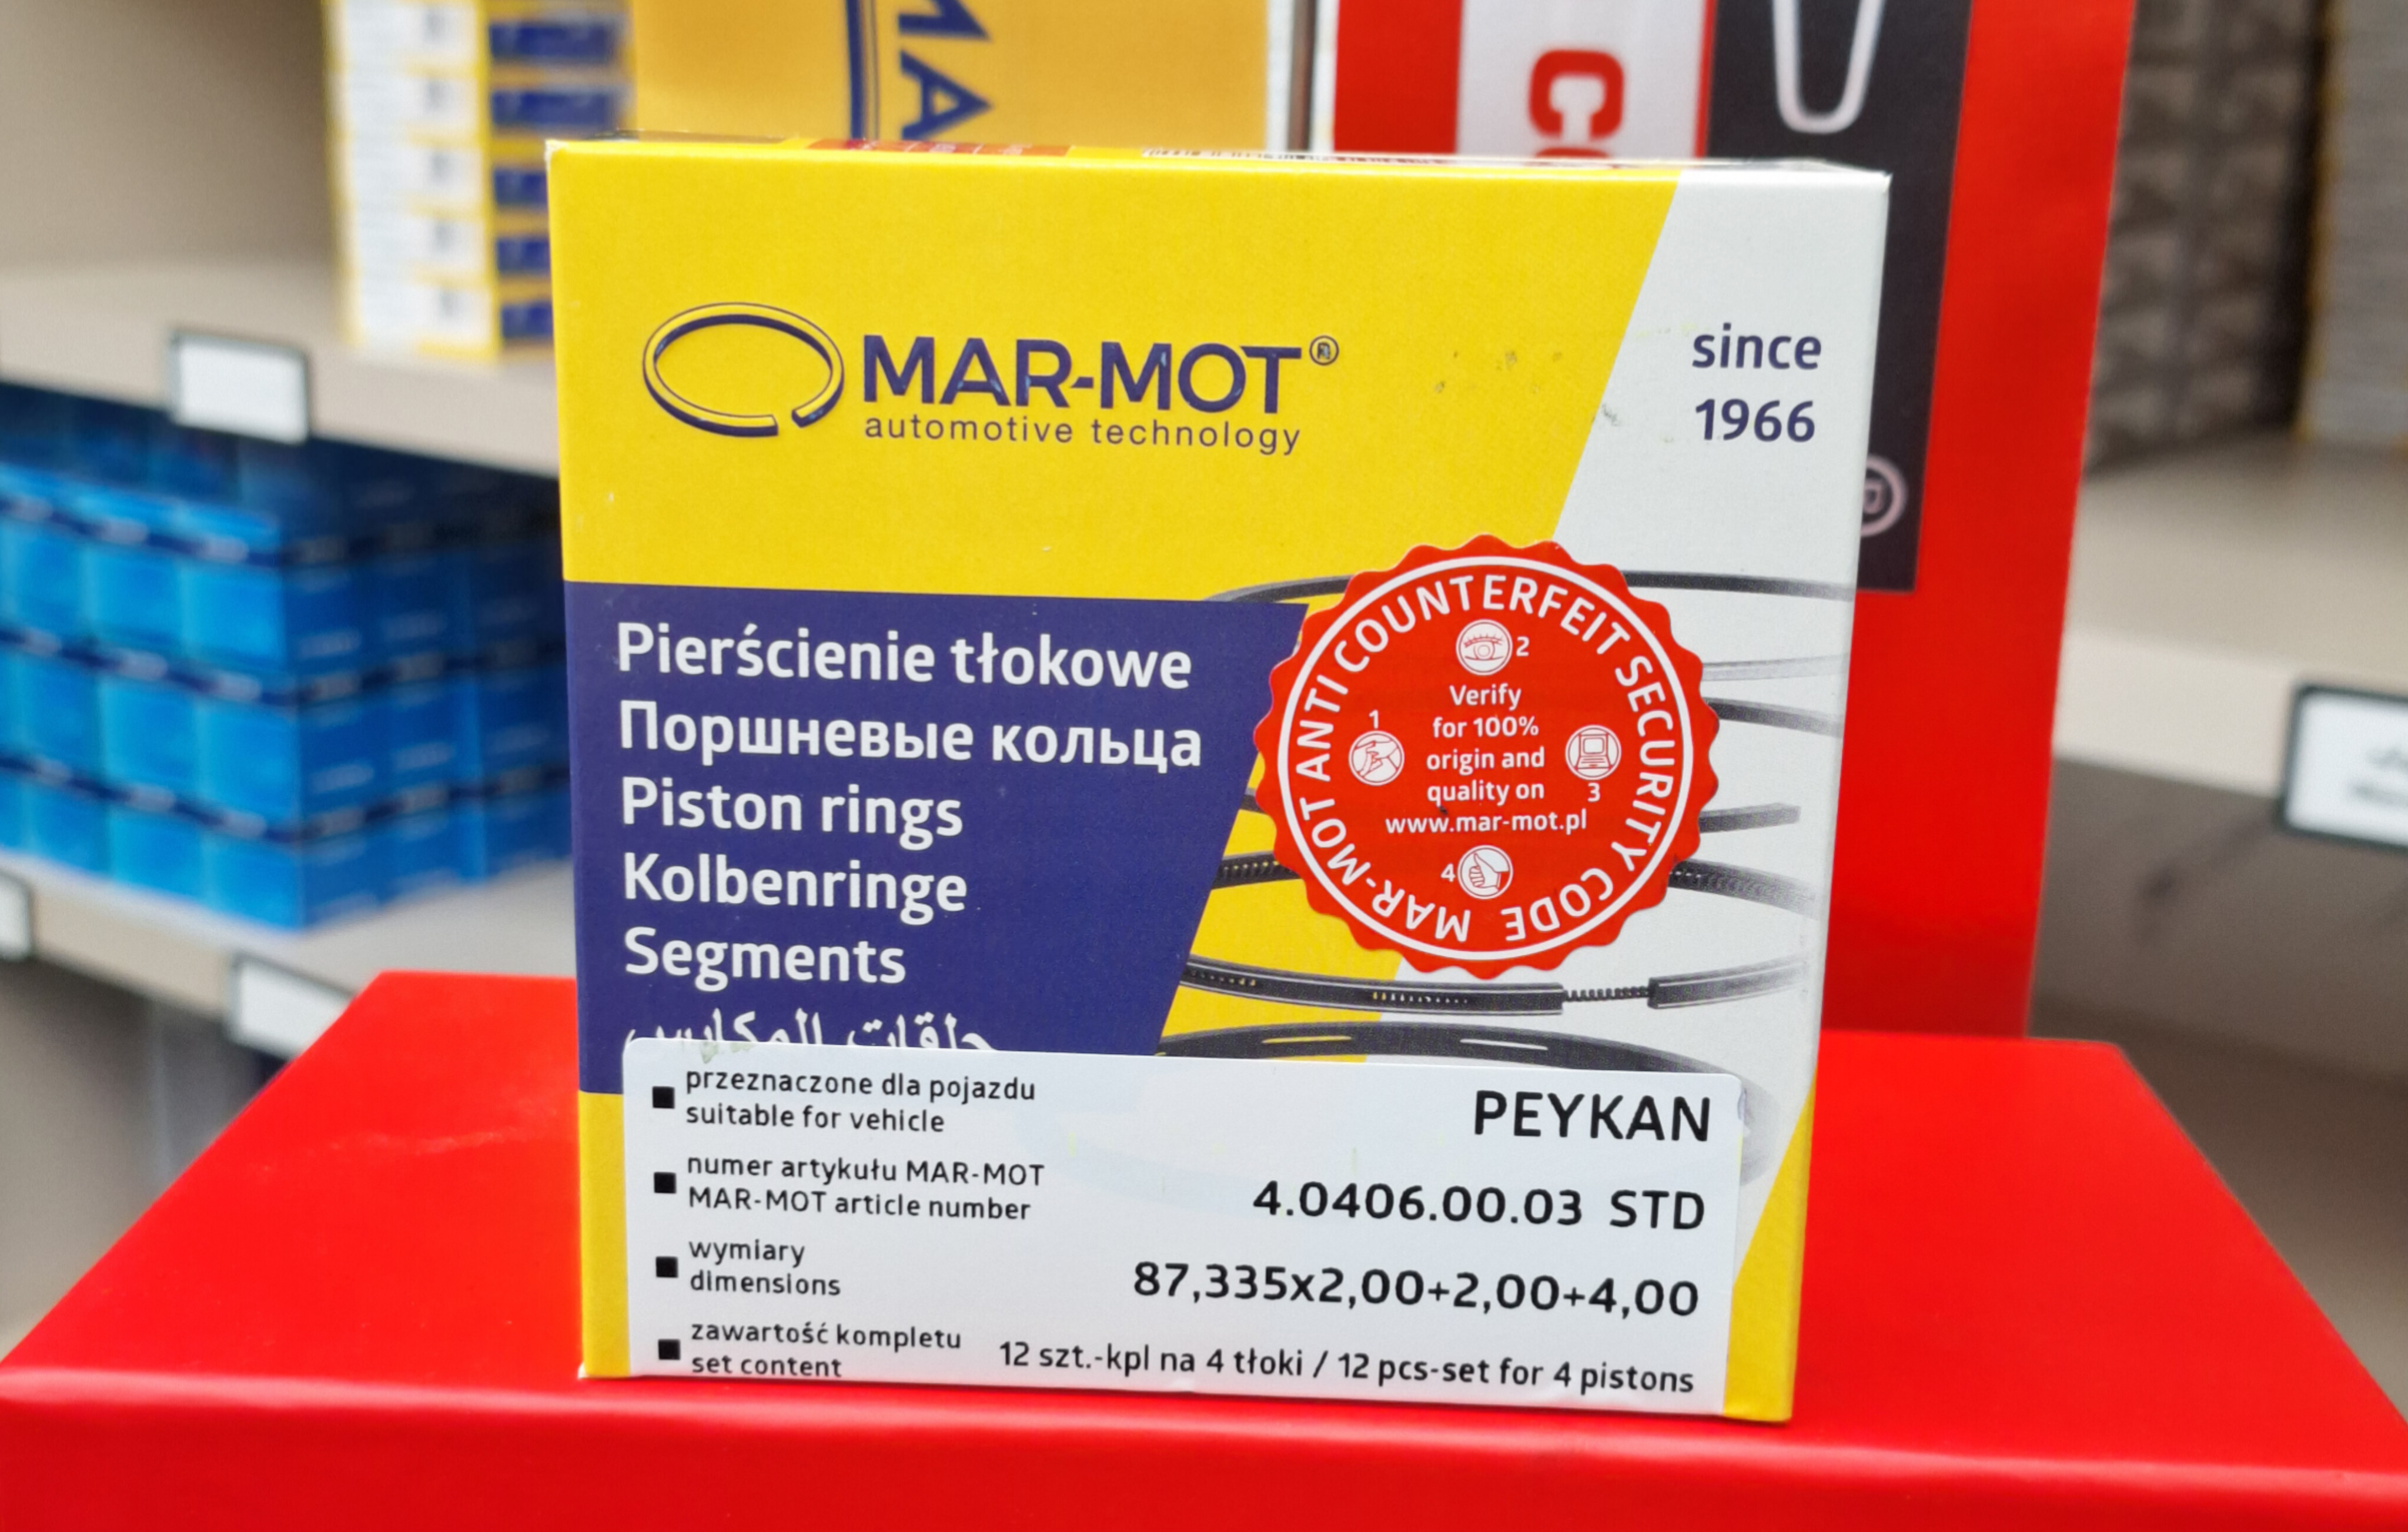 MA
CO
MAR-MOT®
automotive technology
since
1966
Pierścienie tłokowe
Поршневые кольца
Piston rings
Kolbenringe
Segments
حلقات المكابس
MAR-MOT ANTI COUNTERFEIT SECURITY CODE
2
Verify
for 100%
1
origin and
quality on
3
www.mar-mot.pl
4
przeznaczone dla pojazdu
suitable for vehicle
PEYKAN
numer artykułu MAR-MOT
MAR-MOT article number
4.0406.00.03 STD
wymiary
dimensions
87,335x2,00+2,00+4,00
zawartość kompletu
set content
12 szt.-kpl na 4 tłoki / 12 pcs-set for 4 pistons
®